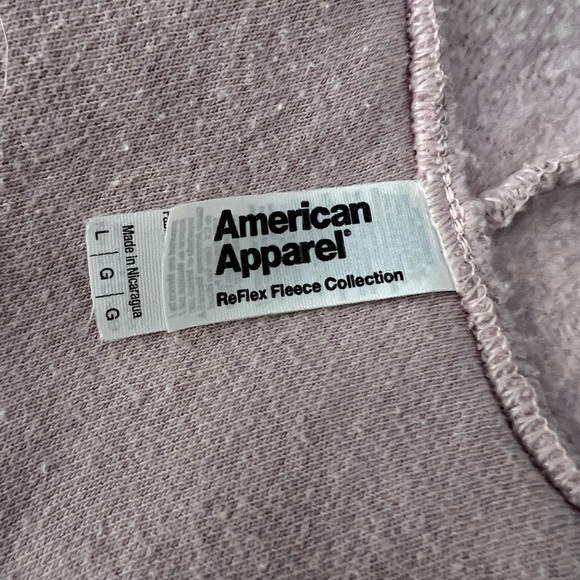 American
Apparel®
ReFlex Fleece Collection
Made in Nicaragua
L | G | G